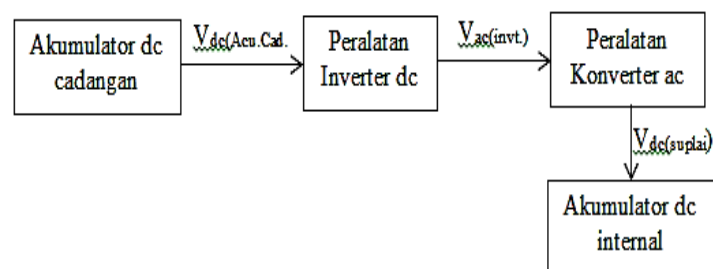 Akumulator dc
cadangan
Vdc(Acu.Cad.
Peralatan
Inverter dc
Vac(invt.)
Peralatan
Konverter ac
Vdc(suplai)
Akumulator dc
internal